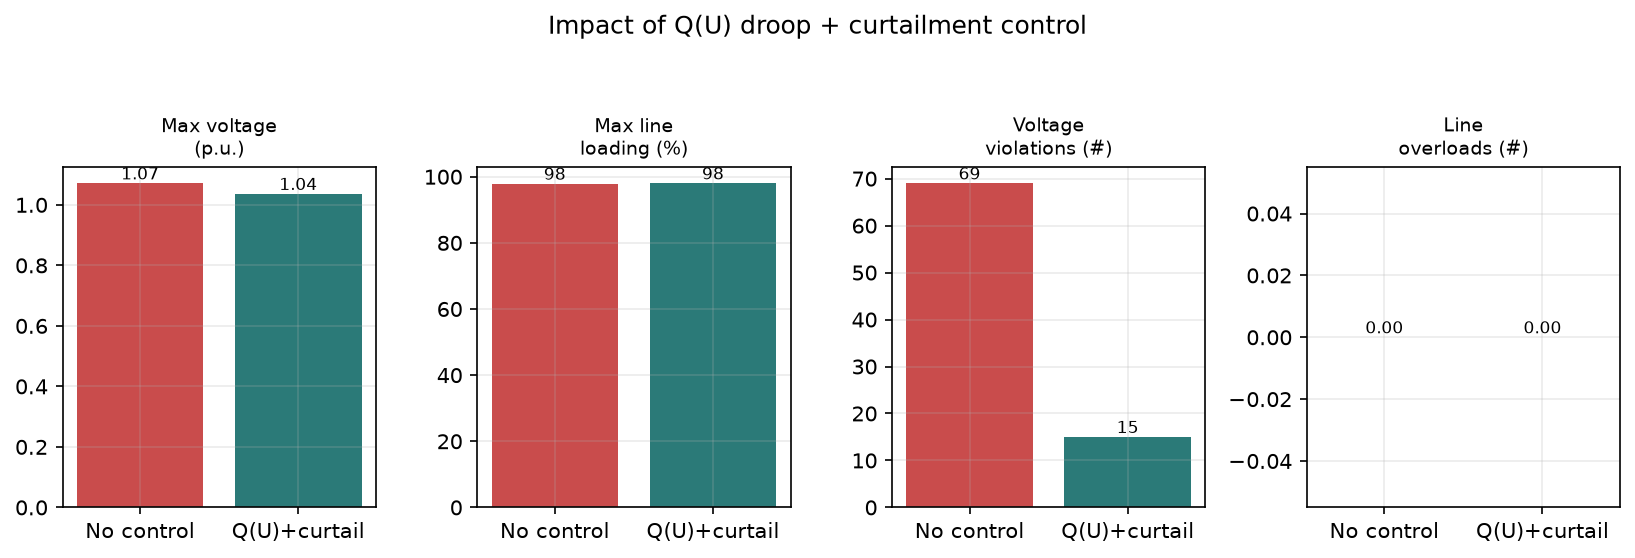 Impact of Q(U) droop + curtailment control
Max voltage
(p.u.)
1.07
1.04
1.0
0.8
0.6
0.4
0.2
0.0
No control
Q(U)+curtail
Max line
loading (%)
98
98
100
80
60
40
20
0
No control
Q(U)+curtail
Voltage
violations (#)
69
15
70
60
50
40
30
20
10
0
No control
Q(U)+curtail
Line
overloads (#)
0.00
0.00
0.04
0.02
0.00
−0.02
−0.04
No control
Q(U)+curtail